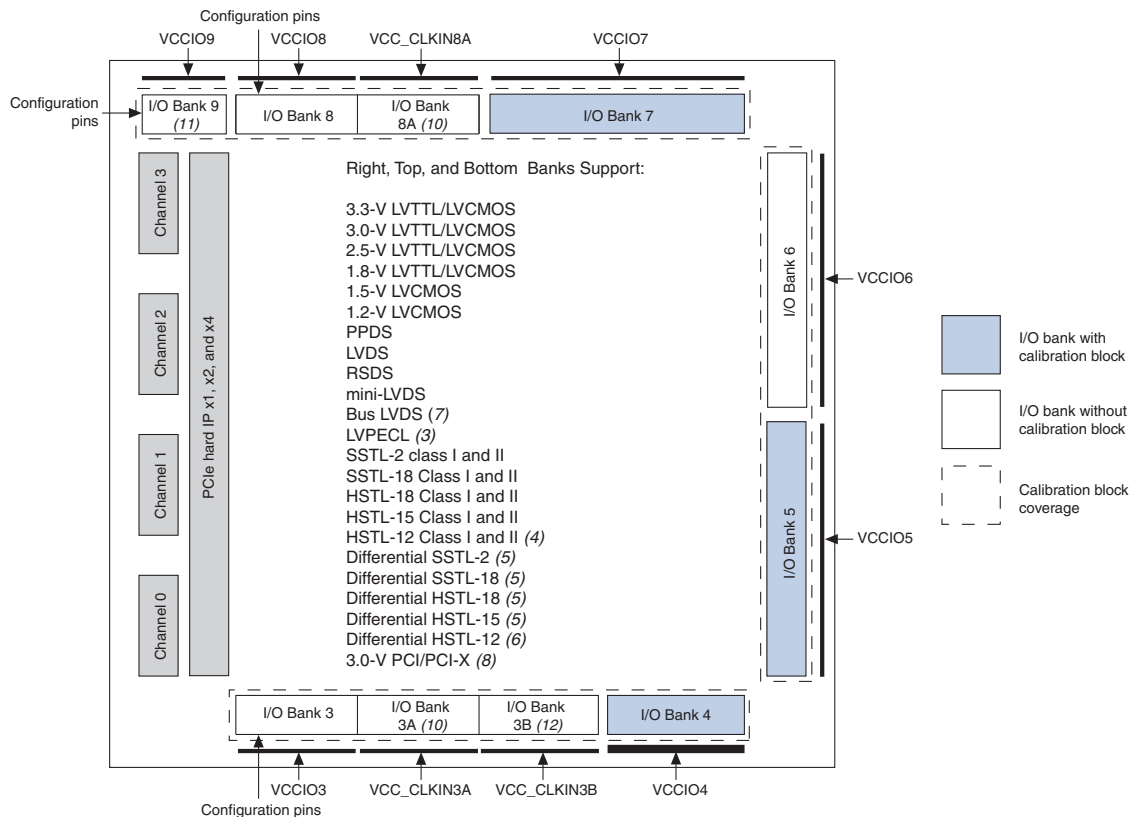 Configuration pins
VCCIO9
VCCIO8
VCC_CLKIN8A
VCCIO7
Configuration
pins
I/O Bank 9
(11)
I/O Bank 8
I/O Bank
8A (10)
I/O Bank 7
Channel 3
Channel 2
Channel 1
Channel 0
PCIe hard IP x1, x2, and x4
Right, Top, and Bottom Banks Support:
3.3-V LVTTL/LVCMOS
3.0-V LVTTL/LVCMOS
2.5-V LVTTL/LVCMOS
1.8-V LVTTL/LVCMOS
1.5-V LVCMOS
1.2-V LVCMOS
PPDS
LVDS
RSDS
mini-LVDS
Bus LVDS (7)
LVPECL (3)
SSTL-2 class I and II
SSTL-18 Class I and II
HSTL-18 Class I and II
HSTL-15 Class I and II
HSTL-12 Class I and II (4)
Differential SSTL-2 (5)
Differential SSTL-18 (5)
Differential HSTL-18 (5)
Differential HSTL-15 (5)
Differential HSTL-12 (6)
3.0-V PCI/PCI-X (8)
I/O Bank 6
VCCIO6
I/O Bank 5
VCCIO5
I/O bank with
calibration block
I/O bank without
calibration block
Calibration block
coverage
I/O Bank 3
I/O Bank
3A (10)
I/O Bank
3B (12)
I/O Bank 4
VCCIO3
VCC_CLKIN3A
VCC_CLKIN3B
VCCIO4
Configuration pins